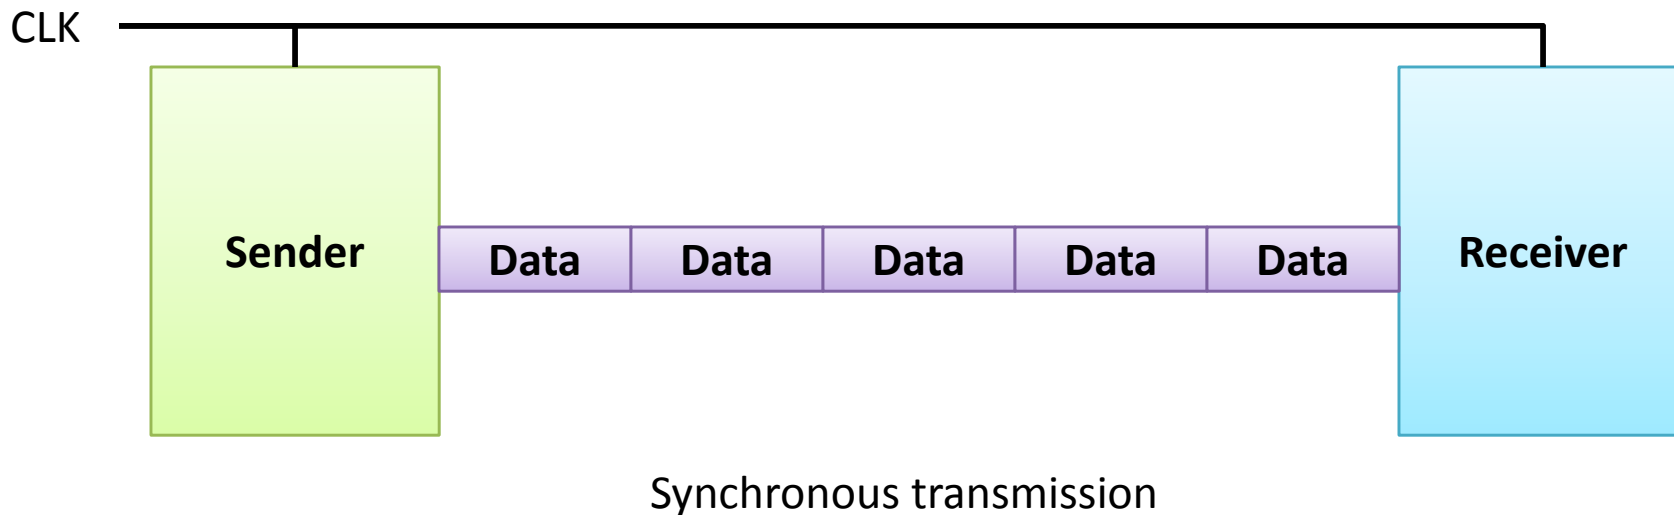 CLK
Sender
Data
Data
Data
Data
Data
Receiver
Synchronous transmission